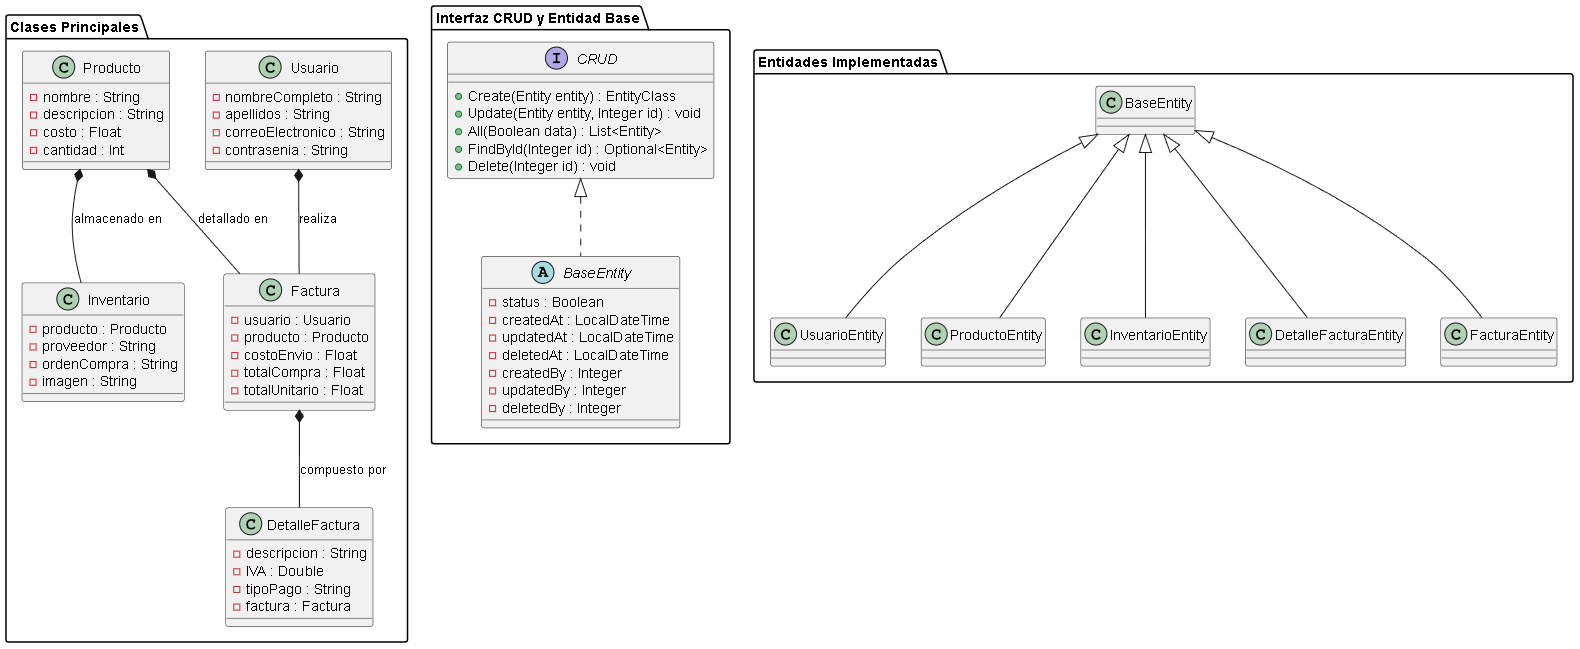 Clases Principales
C Producto
nombre : String
descripcion : String
costo : Float
cantidad : Int
C Usuario
nombreCompleto : String
apellidos : String
correoElectronico : String
contrasenia : String
almacenado en
detallado en
realiza
C Inventario
producto : Producto
proveedor : String
ordenCompra : String
imagen : String
C Factura
usuario : Usuario
producto : Producto
costoEnvio : Float
totalCompra : Float
totalUnitario : Float
compuesto por
C DetalleFactura
descripcion : String
IVA : Double
tipoPago : String
factura : Factura
Interfaz CRUD y Entidad Base
I CRUD
Create(Entity entity) : EntityClass
Update(Entity entity, Integer id) : void
All(Boolean data) : List<Entity>
FindById(Integer id) : Optional<Entity>
Delete(Integer id) : void
A BaseEntity
status : Boolean
createdAt : LocalDateTime
updatedAt : LocalDateTime
deletedAt : LocalDateTime
createdBy : Integer
updatedBy : Integer
deletedBy : Integer
Entidades Implementadas
C BaseEntity
C UsuarioEntity
C ProductoEntity
C InventarioEntity
C DetalleFacturaEntity
C FacturaEntity